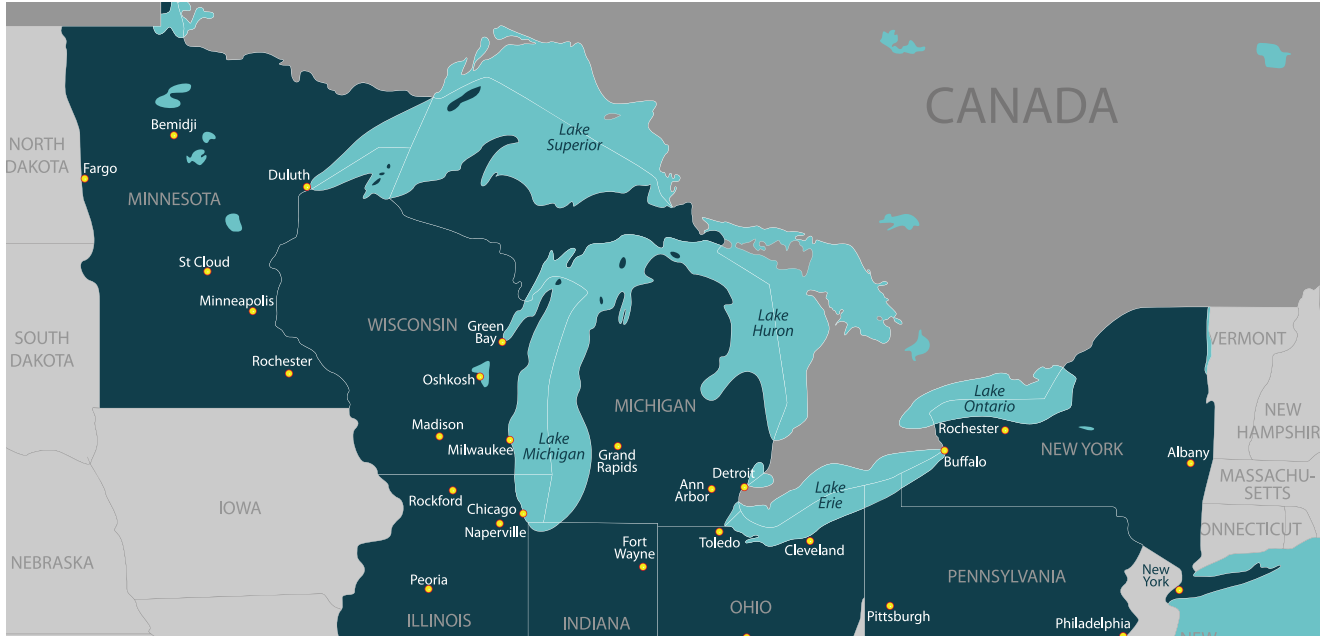 CANADA
Lake
Superior
Bemidji
NORTH
DAKOTA
Fargo
Duluth
MINNESOTA
St Cloud
Minneapolis
Lake
Huron
WISCONSIN
Green
Bay
SOUTH
DAKOTA
VERMONT
Rochester
Oshkosh
MICHIGAN
Lake
Ontario
NEW
HAMPSHIR
Madison
Milwaukee
Lake
Michigan
Grand
Rapids
Rochester
NEW YORK
Albany
Buffalo
Detroit
Ann
Arbor
Lake
Erie
MASSACHU-
SETTS
Rockford
Chicago
Naperville
IOWA
ONNECTICUT
Toledo
Cleveland
Fort
Wayne
NEBRASKA
New
York
Peoria
PENNSYLVANIA
ILLINOIS
INDIANA
OHIO
Pittsburgh
Philadelphia
NEW